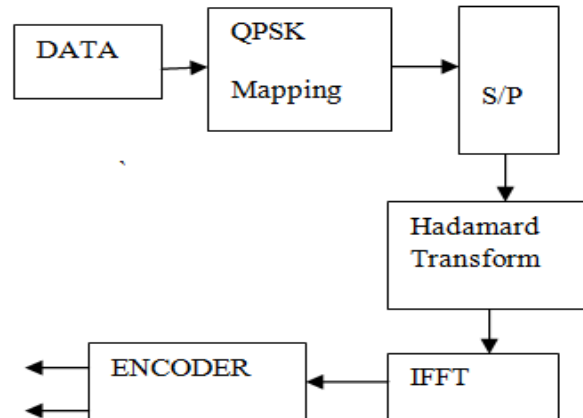 DATA
QPSK
Mapping
S/P
`
Hadamard
Transform
IFFT
ENCODER